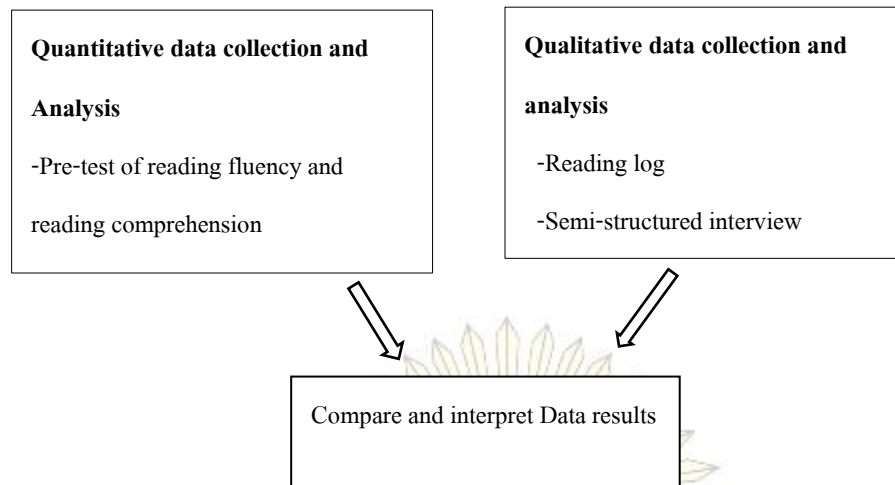 Quantitative data collection and
Analysis
-Pre-test of reading fluency and
reading comprehension
Qualitative data collection and
analysis
-Reading log
-Semi-structured interview
Compare and interpret Data results